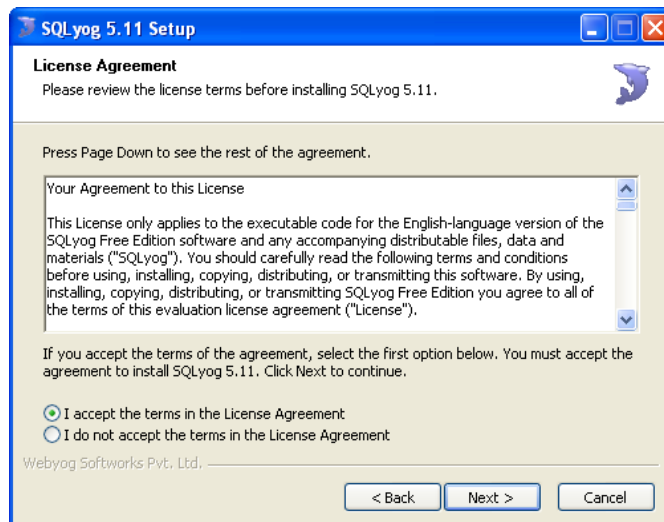 SQLyog 5.11 Setup
License Agreement
Please review the license terms before installing SQLyog 5.11.
Press Page Down to see the rest of the agreement.
Your Agreement to this License
This License only applies to the executable code for the English-language version of the
SQLyog Free Edition software and any accompanying distributable files, data and
materials ("SQLyog"). You should carefully read the following terms and conditions
before using, installing, copying, distributing, or transmitting this software. By using,
installing, copying, distributing, or transmitting SQLyog Free Edition you agree to all of
the terms of this evaluation license agreement ("License").
If you accept the terms of the agreement, select the first option below. You must accept the
agreement to install SQLyog 5.11. Click Next to continue.
I accept the terms in the License Agreement
I do not accept the terms in the License Agreement
Webyog Softworks Pvt. Ltd.
< Back Next > Cancel